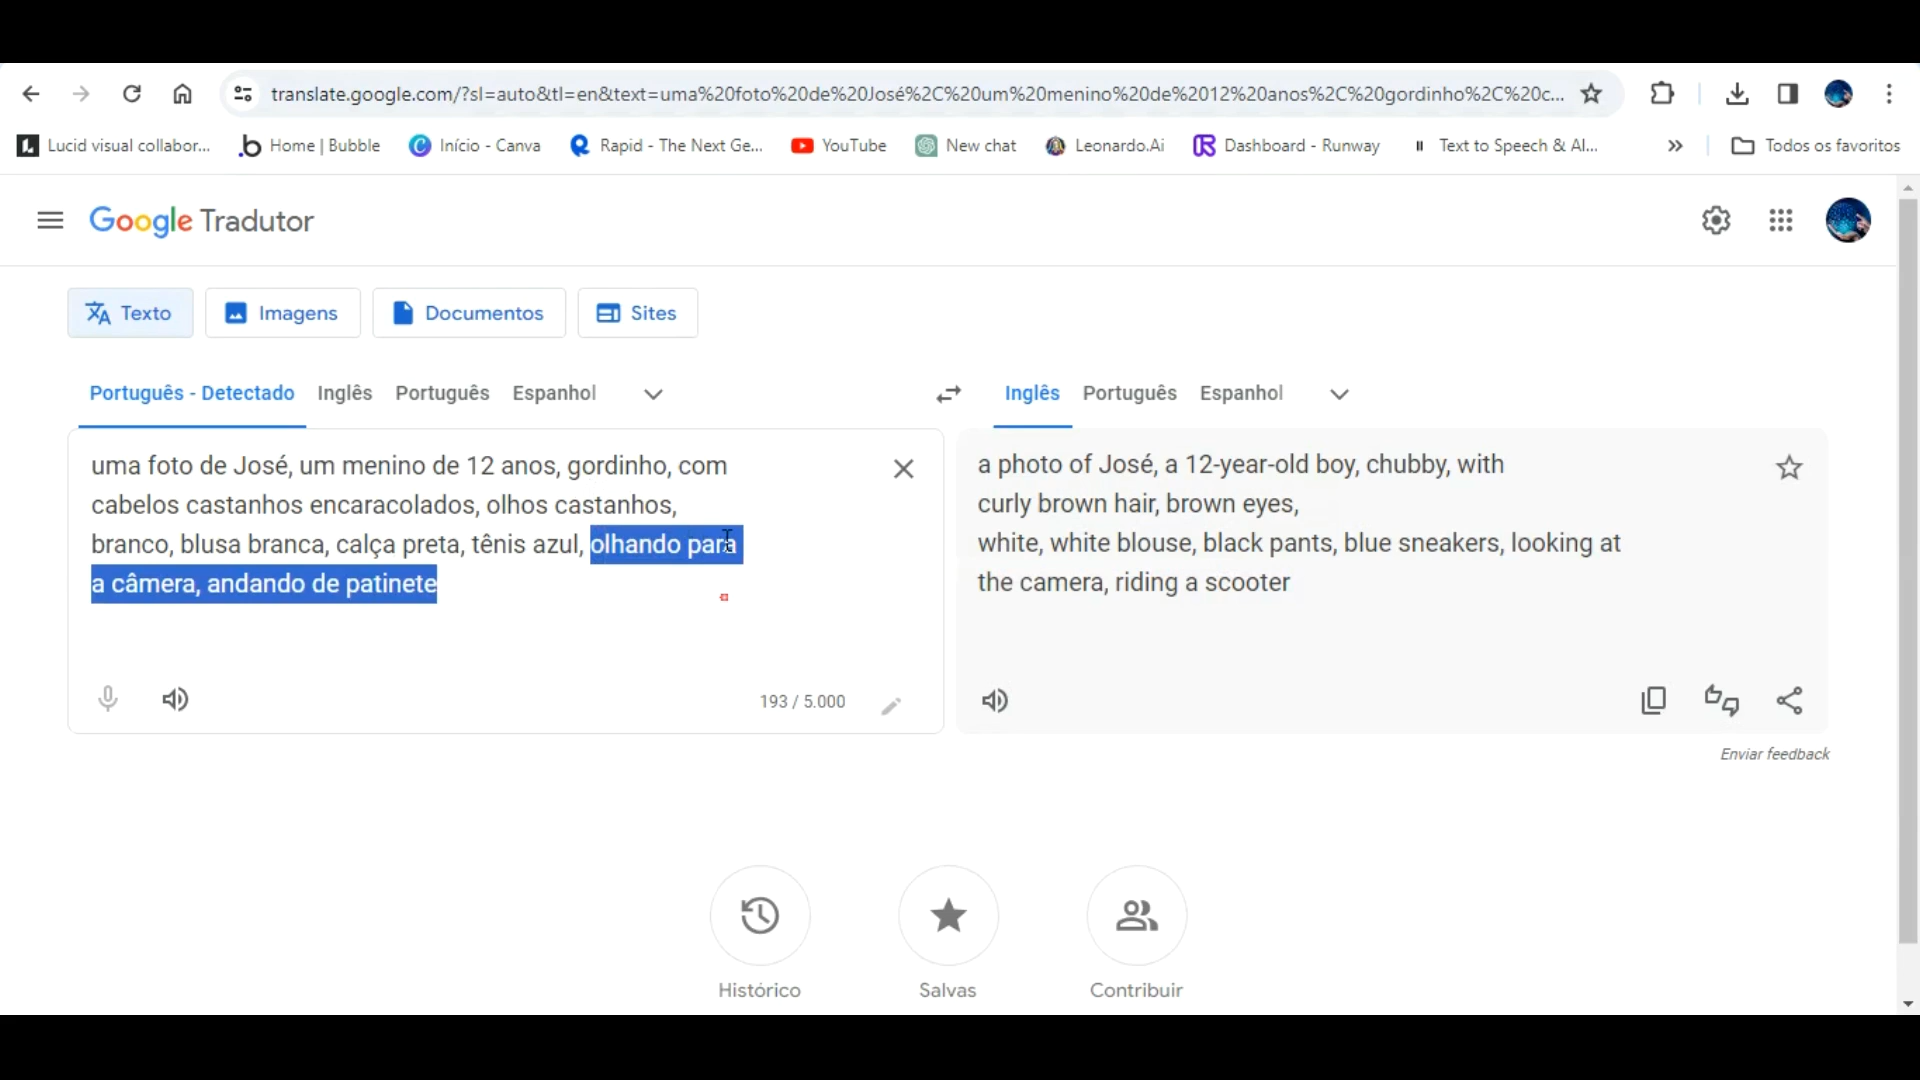 translate.google.com/?sl=auto&tl=en&text=uma%20foto%20de%20José%2C%20um%20menino%20de%2012%20anos%2C%20gordinho%2C%20c...
Lucid visual collabor... Home | Bubble Início - Canva Rapid - The Next Ge... YouTube New chat Leonardo.Ai Dashboard - Runway Text to Speech & AI... Todos os favoritos
Google Tradutor
Texto Imagens Documentos Sites
Português - Detectado Inglês Português Espanhol Inglês Português Espanhol
uma foto de José, um menino de 12 anos, gordinho, com
cabelos castanhos encaracolados, olhos castanhos,
branco, blusa branca, calça preta, tênis azul, olhando para
a câmera, andando de patinete
193 / 5.000
a photo of José, a 12-year-old boy, chubby, with
curly brown hair, brown eyes,
white, white blouse, black pants, blue sneakers, looking at
the camera, riding a scooter
Enviar feedback
Histórico Salvas Contribuir